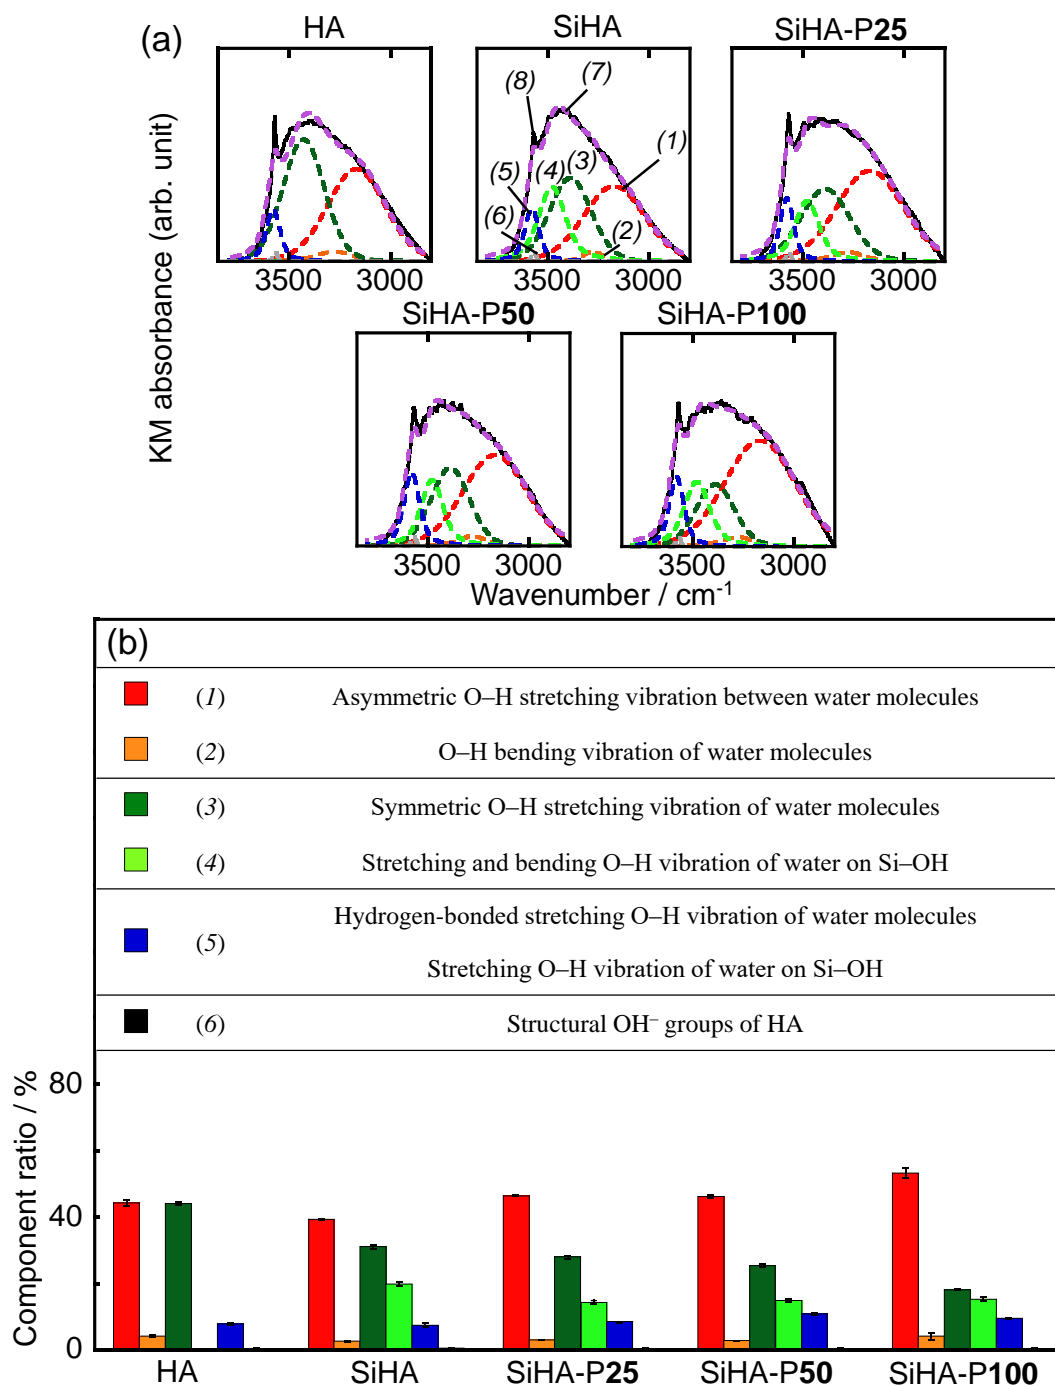 (a)
HA
SiHA
SiHA-P25
(8)
(7)
(1)
(5)
(4)
(3)
(6)
(2)
3500 3000
3500 3000
3500 3000
SiHA-P50
SiHA-P100
3500 3000
3500 3000
KM absorbance (arb. unit)
Wavenumber / cm⁻¹
(b)
(1) Asymmetric O–H stretching vibration between water molecules
(2) O–H bending vibration of water molecules
(3) Symmetric O–H stretching vibration of water molecules
(4) Stretching and bending O–H vibration of water on Si–OH
(5) Hydrogen-bonded stretching O–H vibration of water molecules
Stretching O–H vibration of water on Si–OH
(6) Structural OH⁻ groups of HA
Component ratio / %
80
40
0
HA SiHA SiHA-P25 SiHA-P50 SiHA-P100